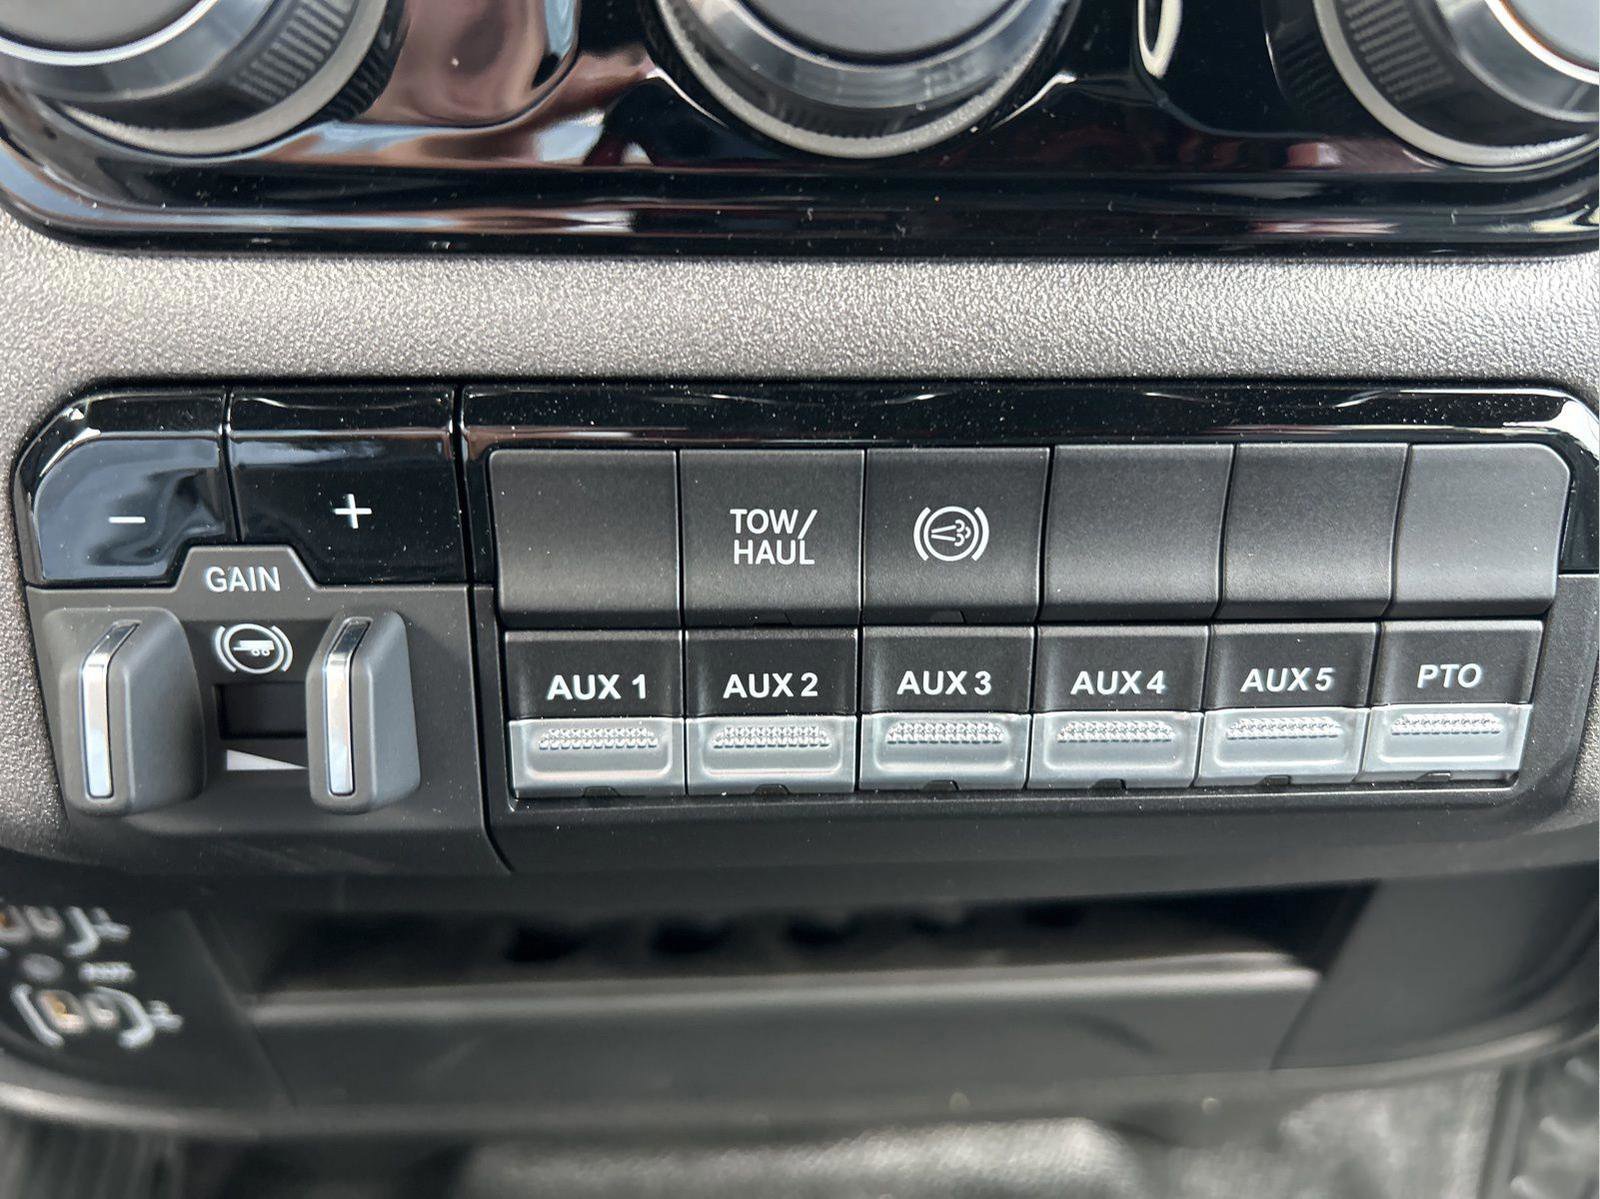 − +
GAIN
TOW/
HAUL
AUX 1 AUX 2 AUX 3 AUX 4 AUX 5 PTO